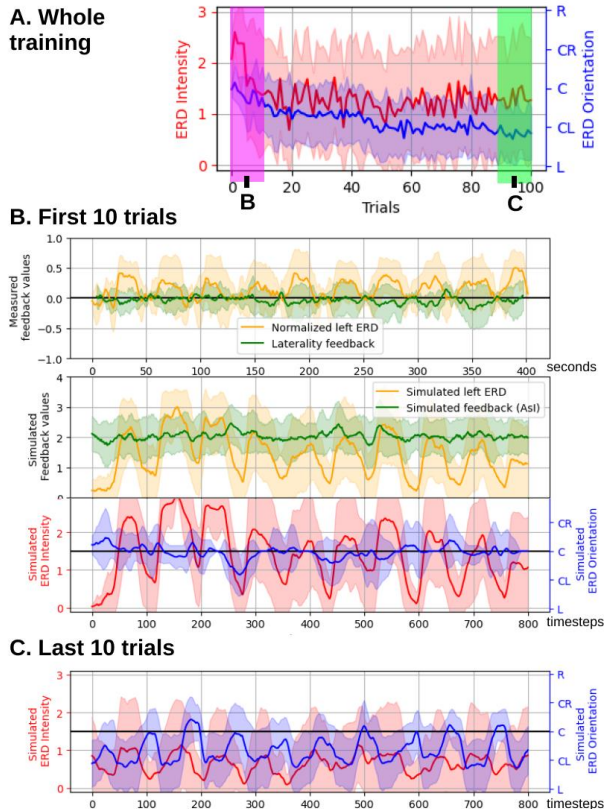 A. Whole
training
ERD Intensity
3
2
1
0
R
CR
C
CL
L
ERD Orientation
0 20 40 60 80 100
B C
Trials
B. First 10 trials
Measured
feedback values
1.0
0.5
0.0
−0.5
−1.0
Normalized left ERD
Laterality feedback
0 50 100 150 200 250 300 350 400
seconds
Simulated
Feedback values
4
3
2
1
0
Simulated left ERD
Simulated feedback (AsI)
Simulated
ERD Intensity
2
1
0
CR
C
CL
L
Simulated
ERD Orientation
0 100 200 300 400 500 600 700 800
timesteps
C. Last 10 trials
Simulated
ERD Intensity
3
2
1
0
R
CR
C
CL
L
Simulated
ERD Orientation
0 100 200 300 400 500 600 700 800
timesteps